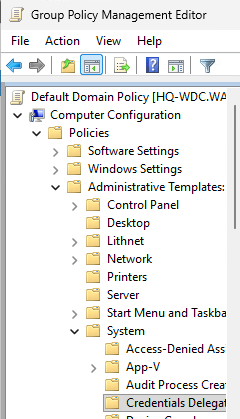 Group Policy Management Editor
File Action View Help
Default Domain Policy [HQ-WDC.WA
Computer Configuration
Policies
Software Settings
Windows Settings
Administrative Templates:
Control Panel
Desktop
Lithnet
Network
Printers
Server
Start Menu and Taskba
System
Access-Denied Ass
App-V
Audit Process Crea
Credentials Delegat